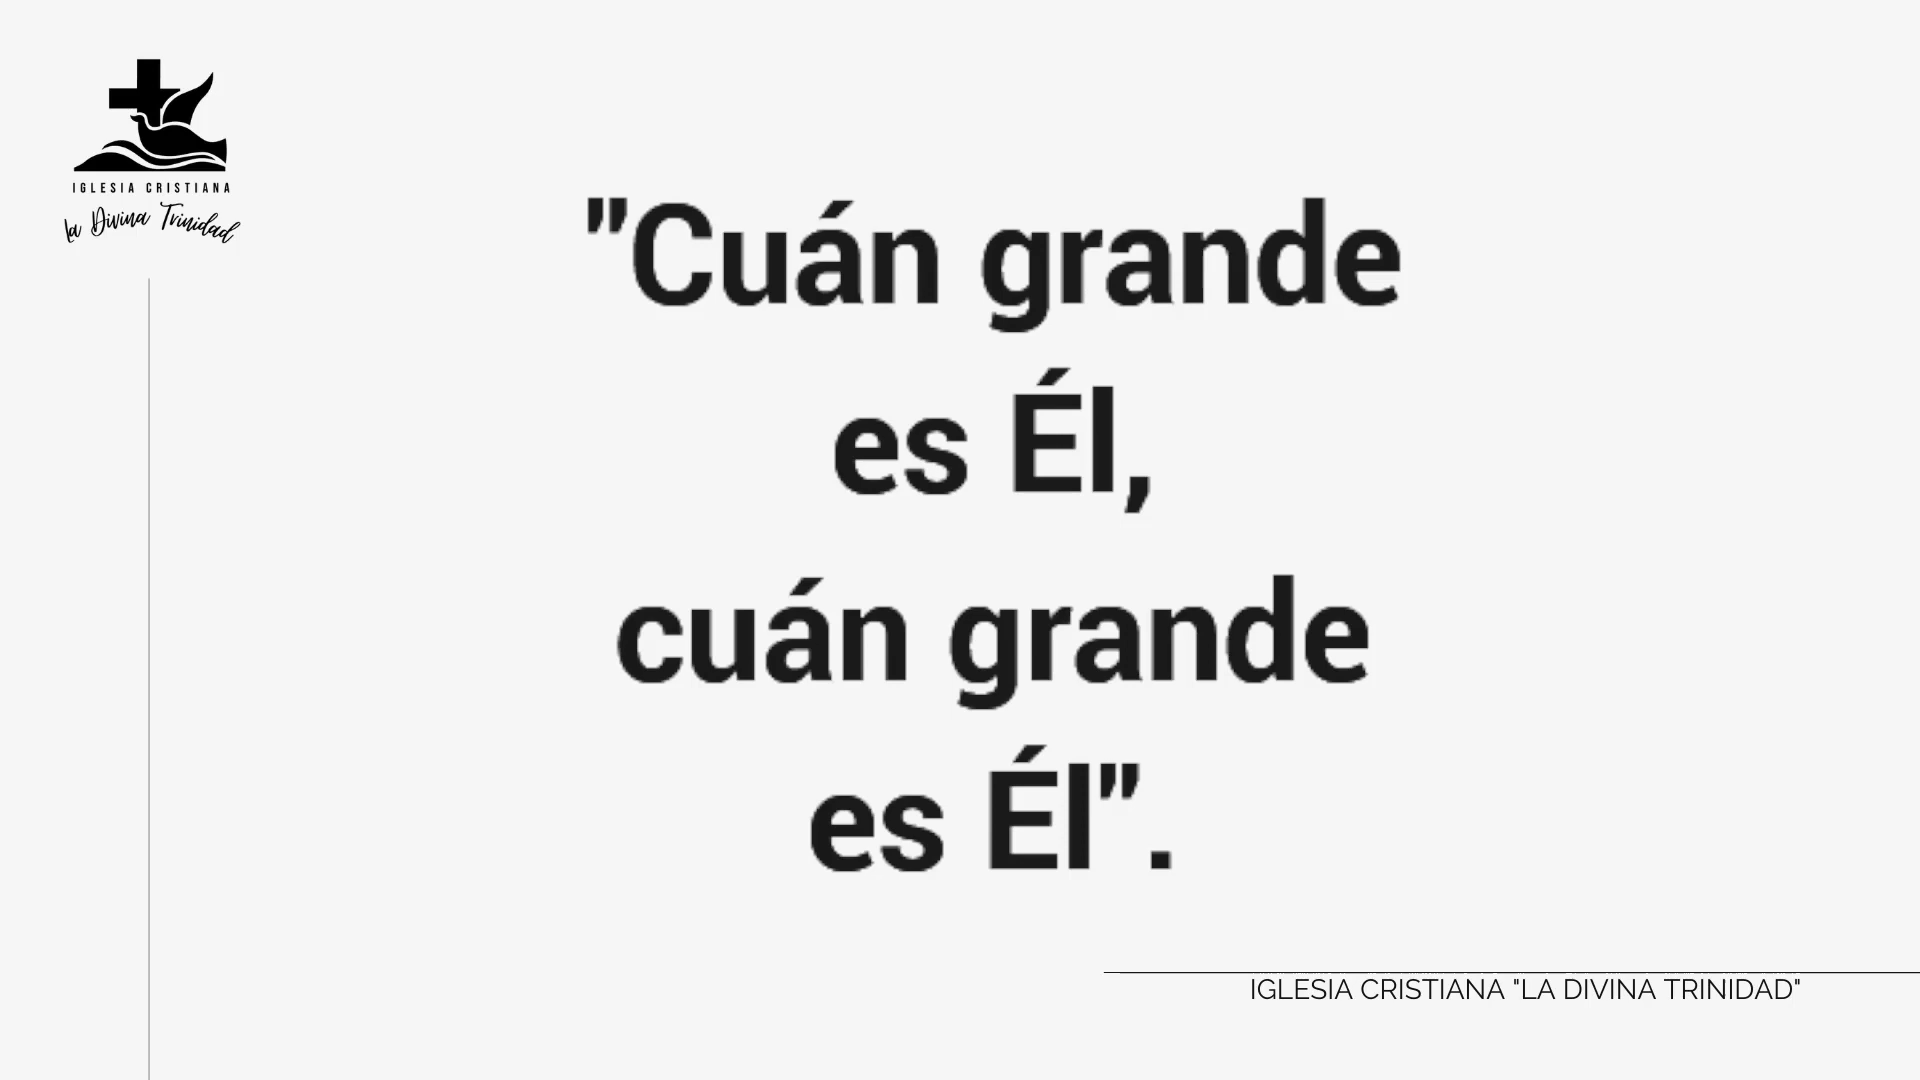 IGLESIA CRISTIANA
La Divina Trinidad
"Cuán grande
es Él,
cuán grande
es Él".
IGLESIA CRISTIANA "LA DIVINA TRINIDAD"